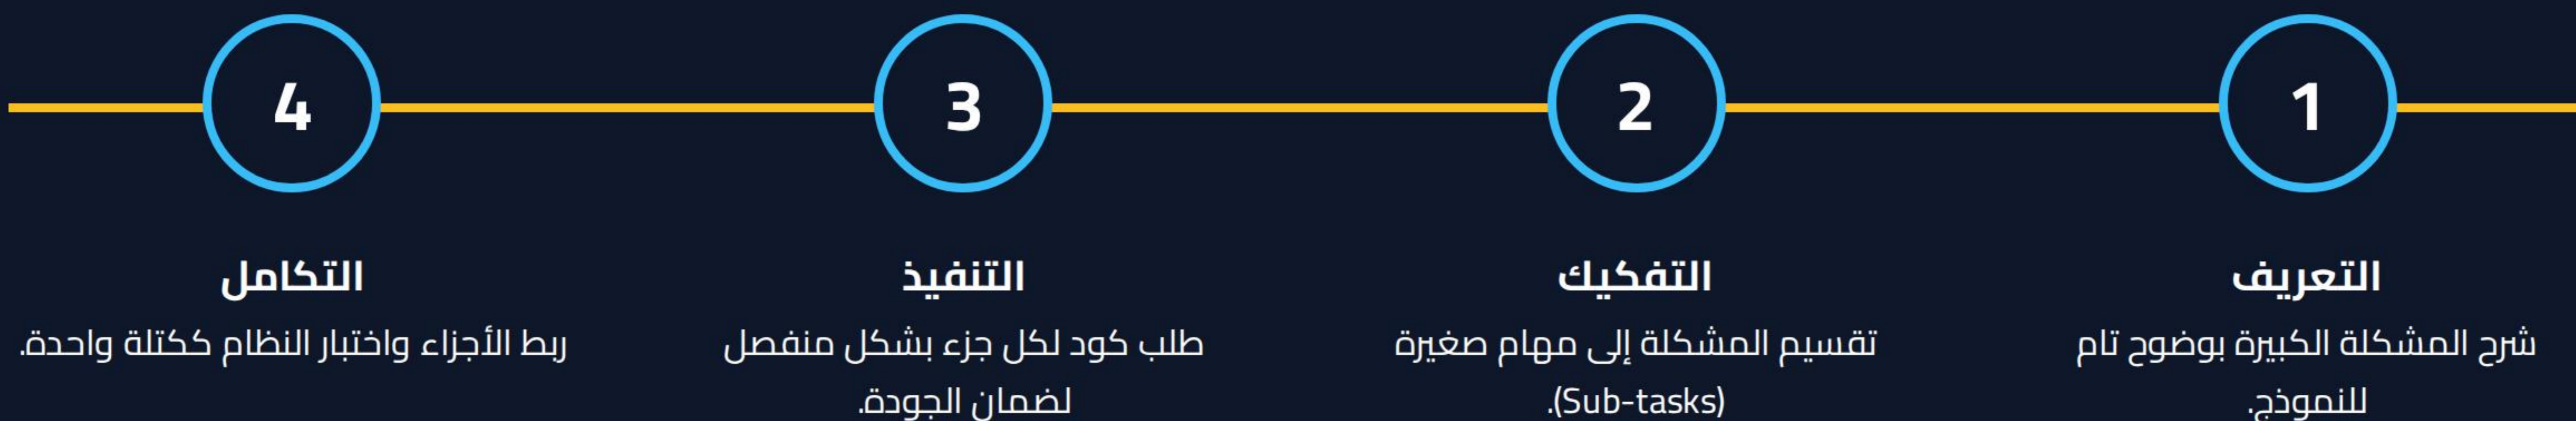 1
التعريف
شرح المشكلة الكبيرة بوضوح تام
للنموذج.
2
التفكيك
تقسيم المشكلة إلى مهام صغيرة
(Sub-tasks).
3
التنفيذ
طلب كود لكل جزء بشكل منفصل
لضمان الجودة.
4
التكامل
ربط الأجزاء واختبار النظام ككتلة واحدة.